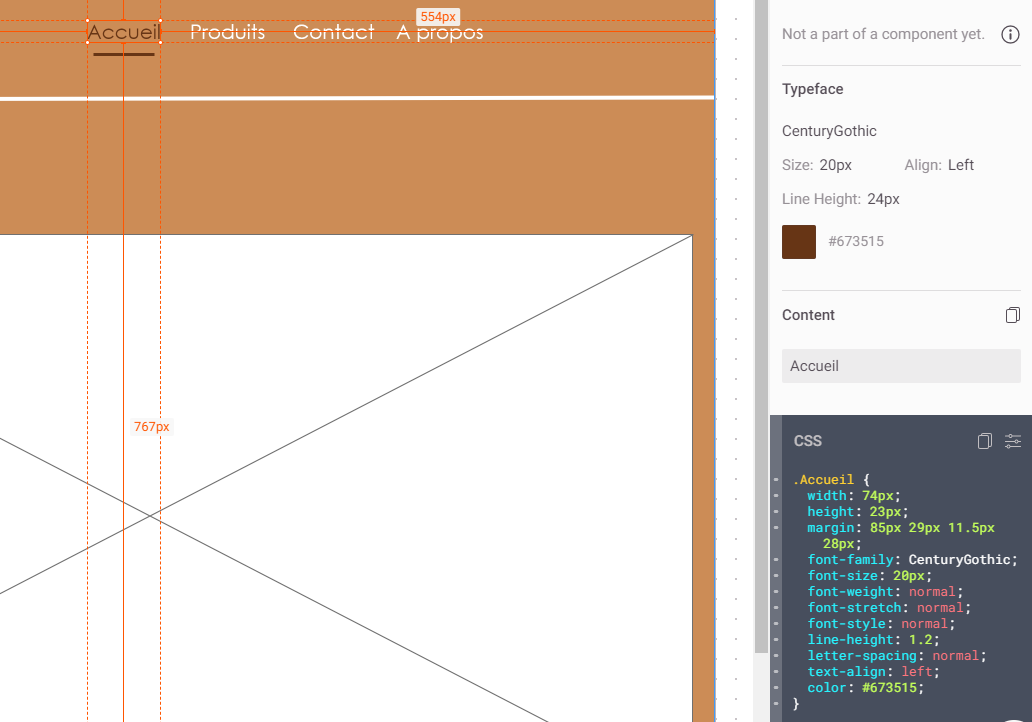 Accueil Produits Contact A propos
554px
767px
Not a part of a component yet.
Typeface
CenturyGothic
Size: 20px Align: Left
Line Height: 24px
#673515
Content
Accueil
CSS
.Accueil {
width: 74px;
height: 23px;
margin: 85px 29px 11.5px
28px;
font-family: CenturyGothic;
font-size: 20px;
font-weight: normal;
font-stretch: normal;
font-style: normal;
line-height: 1.2;
letter-spacing: normal;
text-align: left;
color: #673515;
}